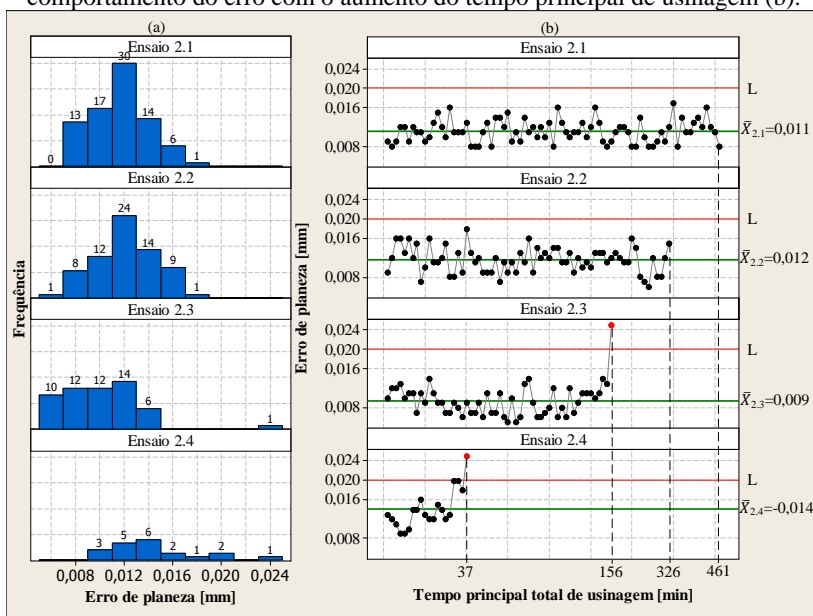 comportamento do erro com o aumento do tempo principal de usinagem (b).
(a)
Ensaio 2.1
0 13 17 30 14 6 1
Ensaio 2.2
1 8 12 24 14 9 1
Ensaio 2.3
10 12 12 14 6 1
Ensaio 2.4
3 5 6 2 1 2 1
Frequência
0,008 0,012 0,016 0,020 0,024
Erro de planeza [mm]
(b)
Ensaio 2.1
0,024
0,020
0,016
0,008
L
X̅2.1=0,011
Ensaio 2.2
0,024
0,020
0,016
0,008
L
X̅2.2=0,012
Ensaio 2.3
0,024
0,020
0,016
0,008
L
X̅2.3=0,009
Ensaio 2.4
0,024
0,020
0,016
0,008
L
X̅2.4=-0,014
Erro de planeza [mm]
37 156 326 461
Tempo principal total de usinagem [min]